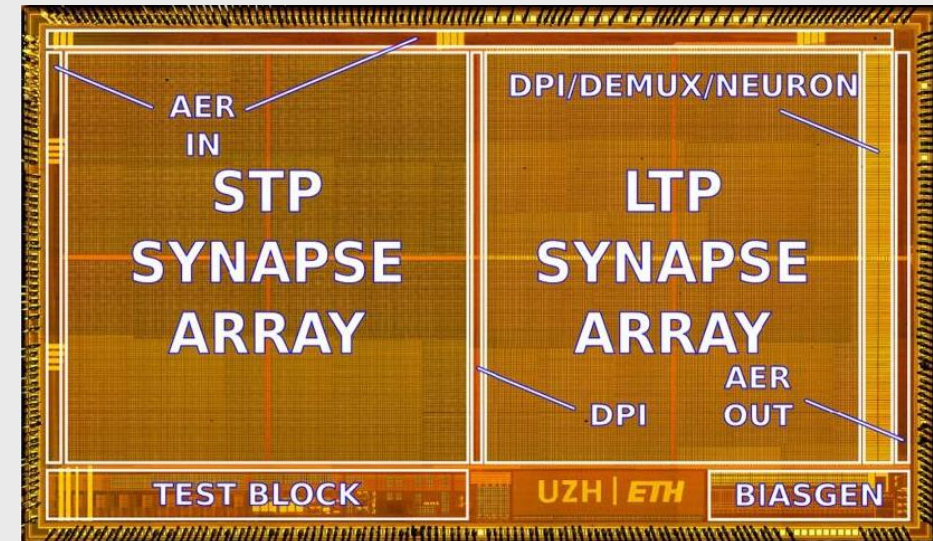 AER
IN
DPI/DEMUX/NEURON
STP
SYNAPSE
ARRAY
LTP
SYNAPSE
ARRAY
DPI
AER
OUT
TEST BLOCK
UZH | ETH
BIASGEN